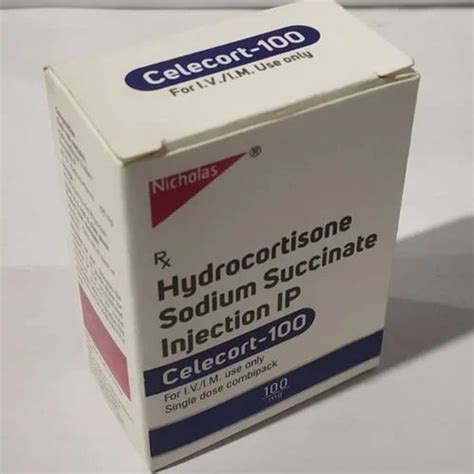 Celecort-100
For I.V./I.M. Use only
Nicholas ®
Rx
Hydrocortisone
Sodium Succinate
Injection IP
Celecort-100
For I.V./I.M. use only
Single dose combipack
100
mg